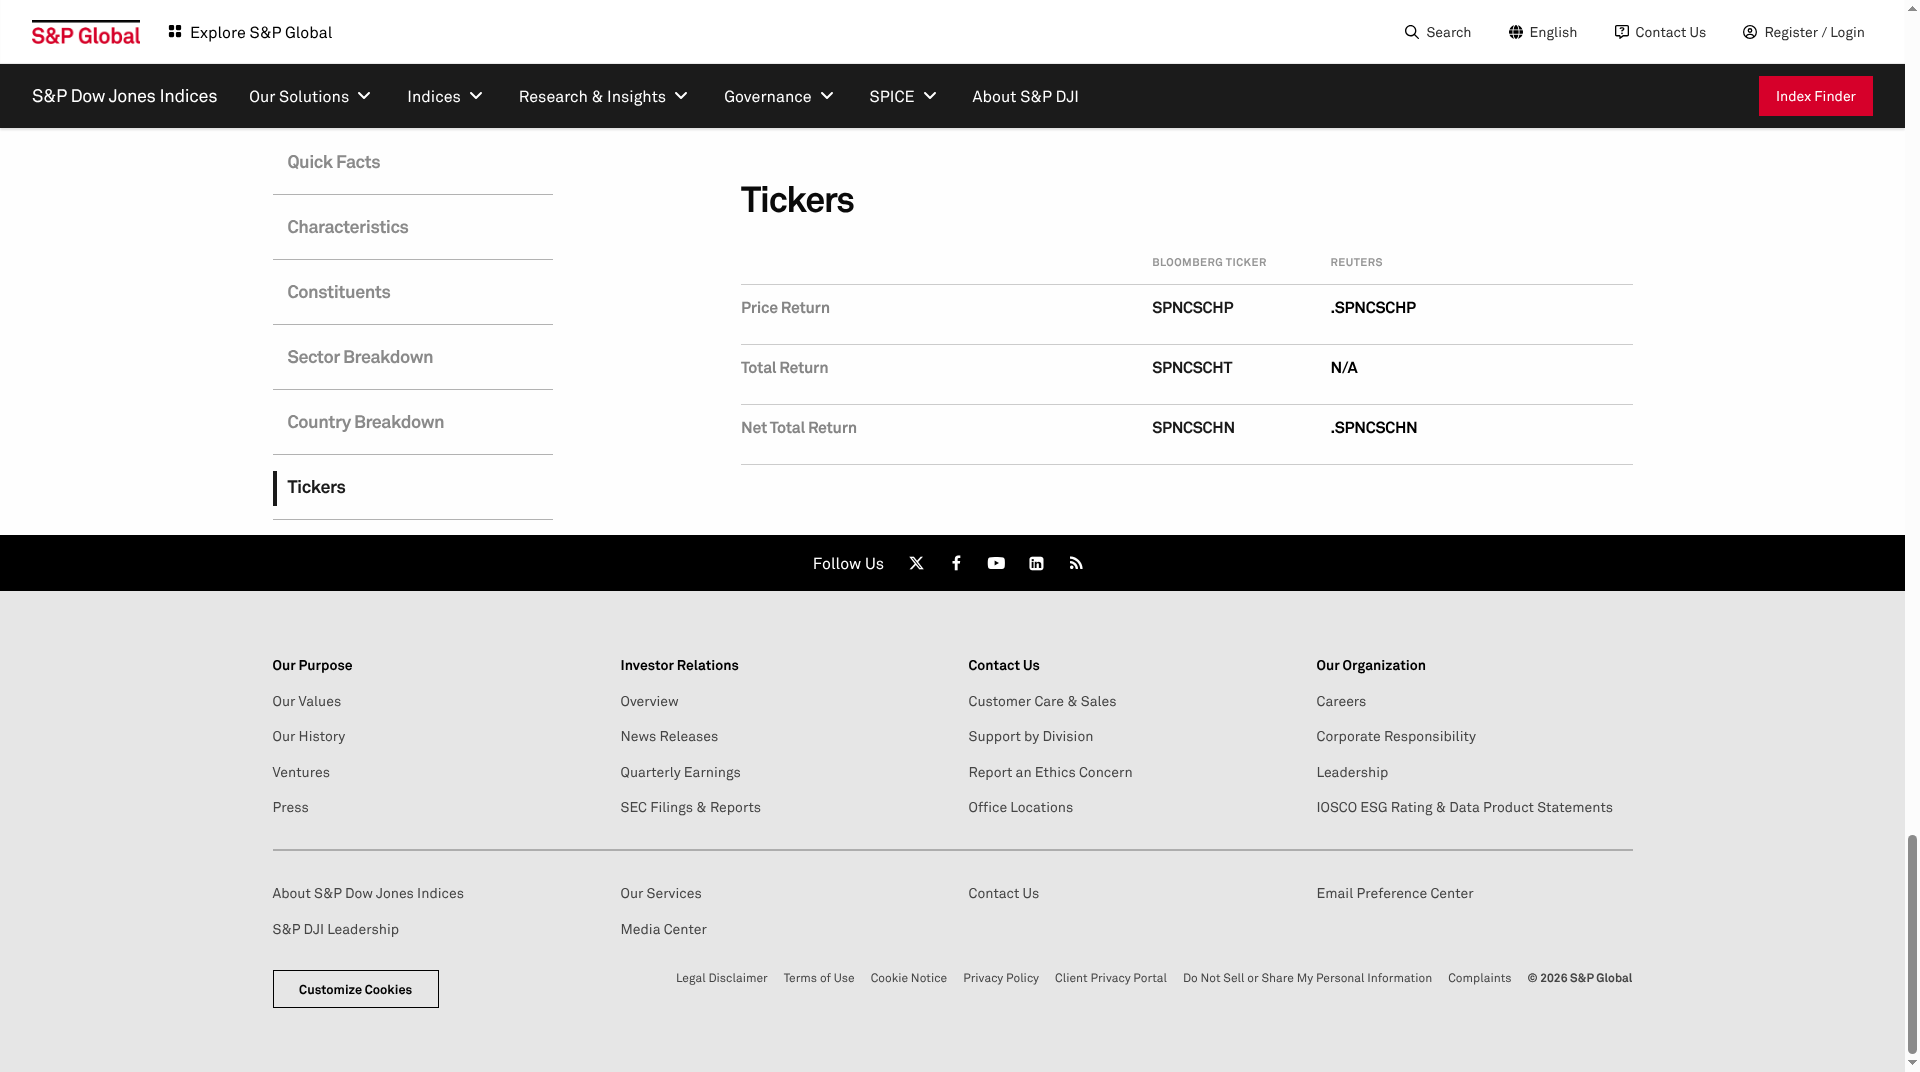 S&P Global
Explore S&P Global
Search
English
Contact Us
Register / Login
S&P Dow Jones Indices
Our Solutions
Indices
Research & Insights
Governance
SPICE
About S&P DJI
Index Finder
Quick Facts
Characteristics
Constituents
Sector Breakdown
Country Breakdown
Tickers
Tickers
BLOOMBERG TICKER REUTERS
Price Return SPNCSCHP .SPNCSCHP
Total Return SPNCSCHT N/A
Net Total Return SPNCSCHN .SPNCSCHN
Follow Us
Our Purpose
Our Values
Our History
Ventures
Press
Investor Relations
Overview
News Releases
Quarterly Earnings
SEC Filings & Reports
Contact Us
Customer Care & Sales
Support by Division
Report an Ethics Concern
Office Locations
Our Organization
Careers
Corporate Responsibility
Leadership
IOSCO ESG Rating & Data Product Statements
About S&P Dow Jones Indices
S&P DJI Leadership
Our Services
Media Center
Contact Us
Email Preference Center
Customize Cookies
Legal Disclaimer
Terms of Use
Cookie Notice
Privacy Policy
Client Privacy Portal
Do Not Sell or Share My Personal Information
Complaints
© 2026 S&P Global